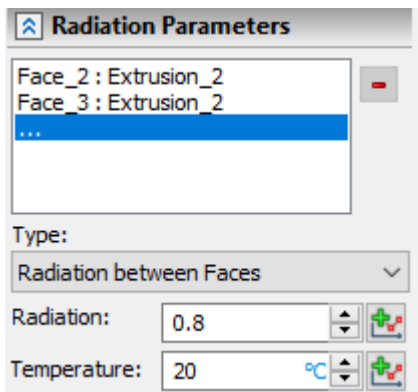 Radiation Parameters
Face_2 : Extrusion_2
Face_3 : Extrusion_2
...
Type:
Radiation between Faces
Radiation: 0.8
Temperature: 20 °C